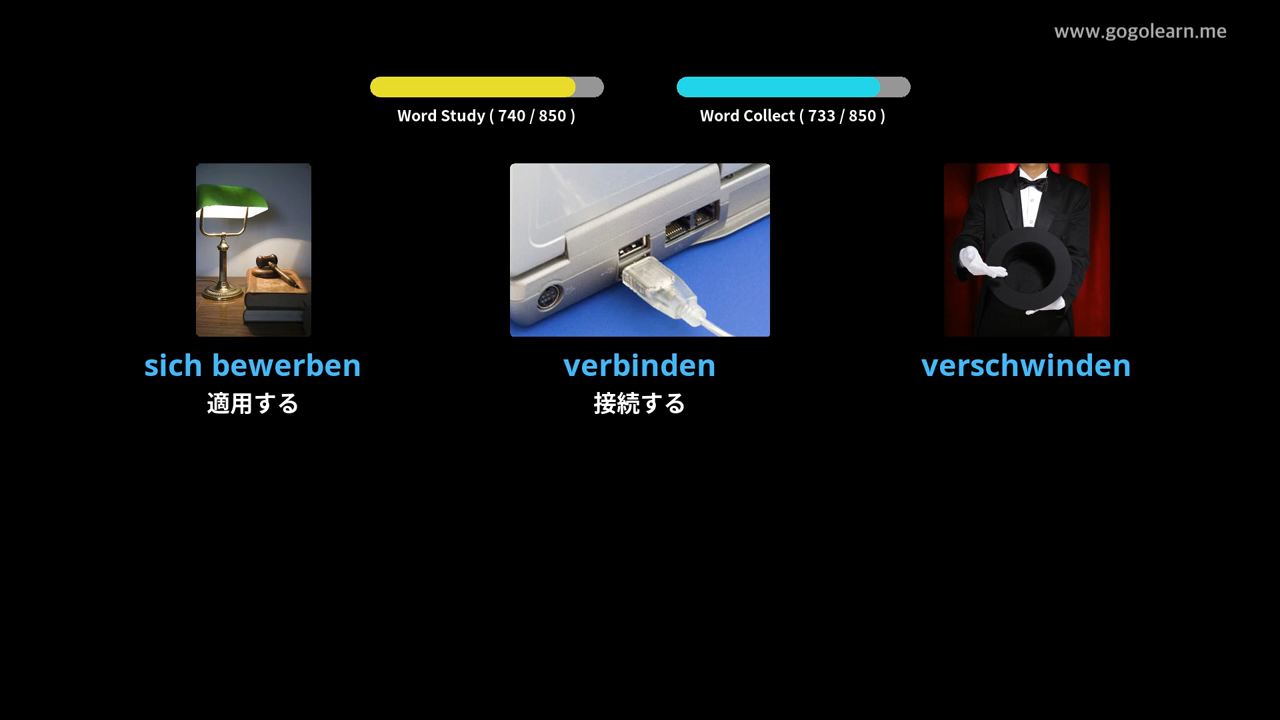 www.gogolearn.me
Word Study ( 740 / 850 )
Word Collect ( 733 / 850 )
sich bewerben
適用する
verbinden
接続する
verschwinden